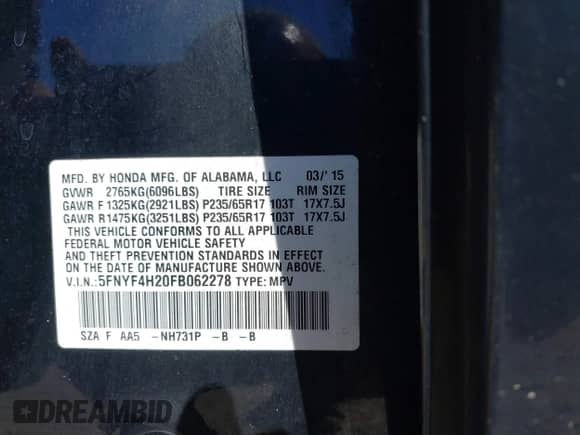 MFD. BY HONDA MFG. OF ALABAMA, LLC 03/'15
GVWR 2765KG(6096LBS) TIRE SIZE RIM SIZE
GAWR F 1325KG(2921LBS) P235/65R17 103T 17X7.5J
GAWR R1475KG(3251LBS) P235/65R17 103T 17X7.5J
THIS VEHICLE CONFORMS TO ALL APPLICABLE
FEDERAL MOTOR VEHICLE SAFETY
AND THEFT PREVENTION STANDARDS IN EFFECT
ON THE DATE OF MANUFACTURE SHOWN ABOVE.
V.I.N.:5FNYF4H20FB062278 TYPE: MPV
SZA F AA5 -NH731P -B -B
DREAMBID